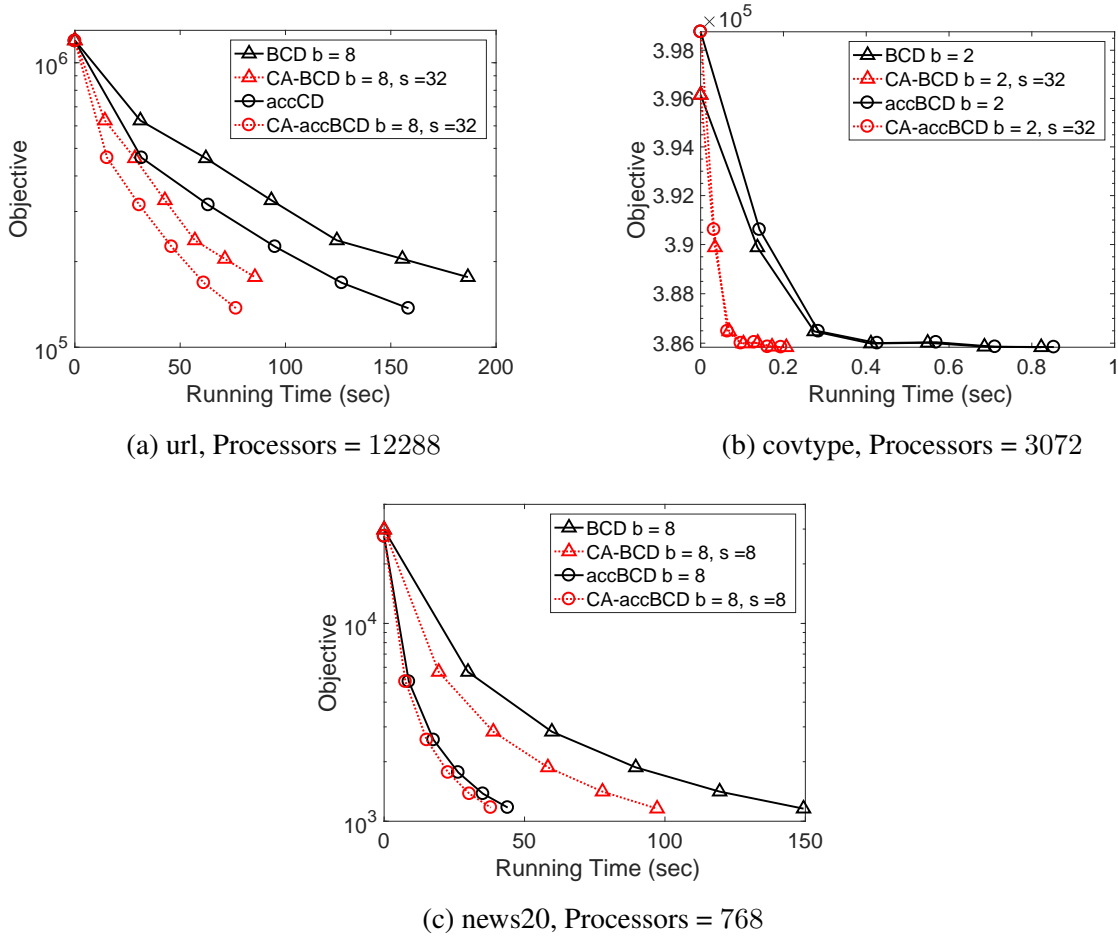 × 10^5
10^6
10^5
Objective
0 50 100 150 200
Running Time (sec)
BCD b = 8
CA-BCD b = 8, s =32
accCD
CA-accBCD b = 8, s =32
(a) url, Processors = 12288
3.98
3.96
3.94
3.92
3.9
3.88
3.86
Objective
0 0.2 0.4 0.6 0.8 1
Running Time (sec)
BCD b = 2
CA-BCD b = 2, s =32
accBCD b = 2
CA-accBCD b = 2, s =32
(b) covtype, Processors = 3072
10^4
10^3
Objective
0 50 100 150
Running Time (sec)
BCD b = 8
CA-BCD b = 8, s =8
accBCD b = 8
CA-accBCD b = 8, s =8
(c) news20, Processors = 768